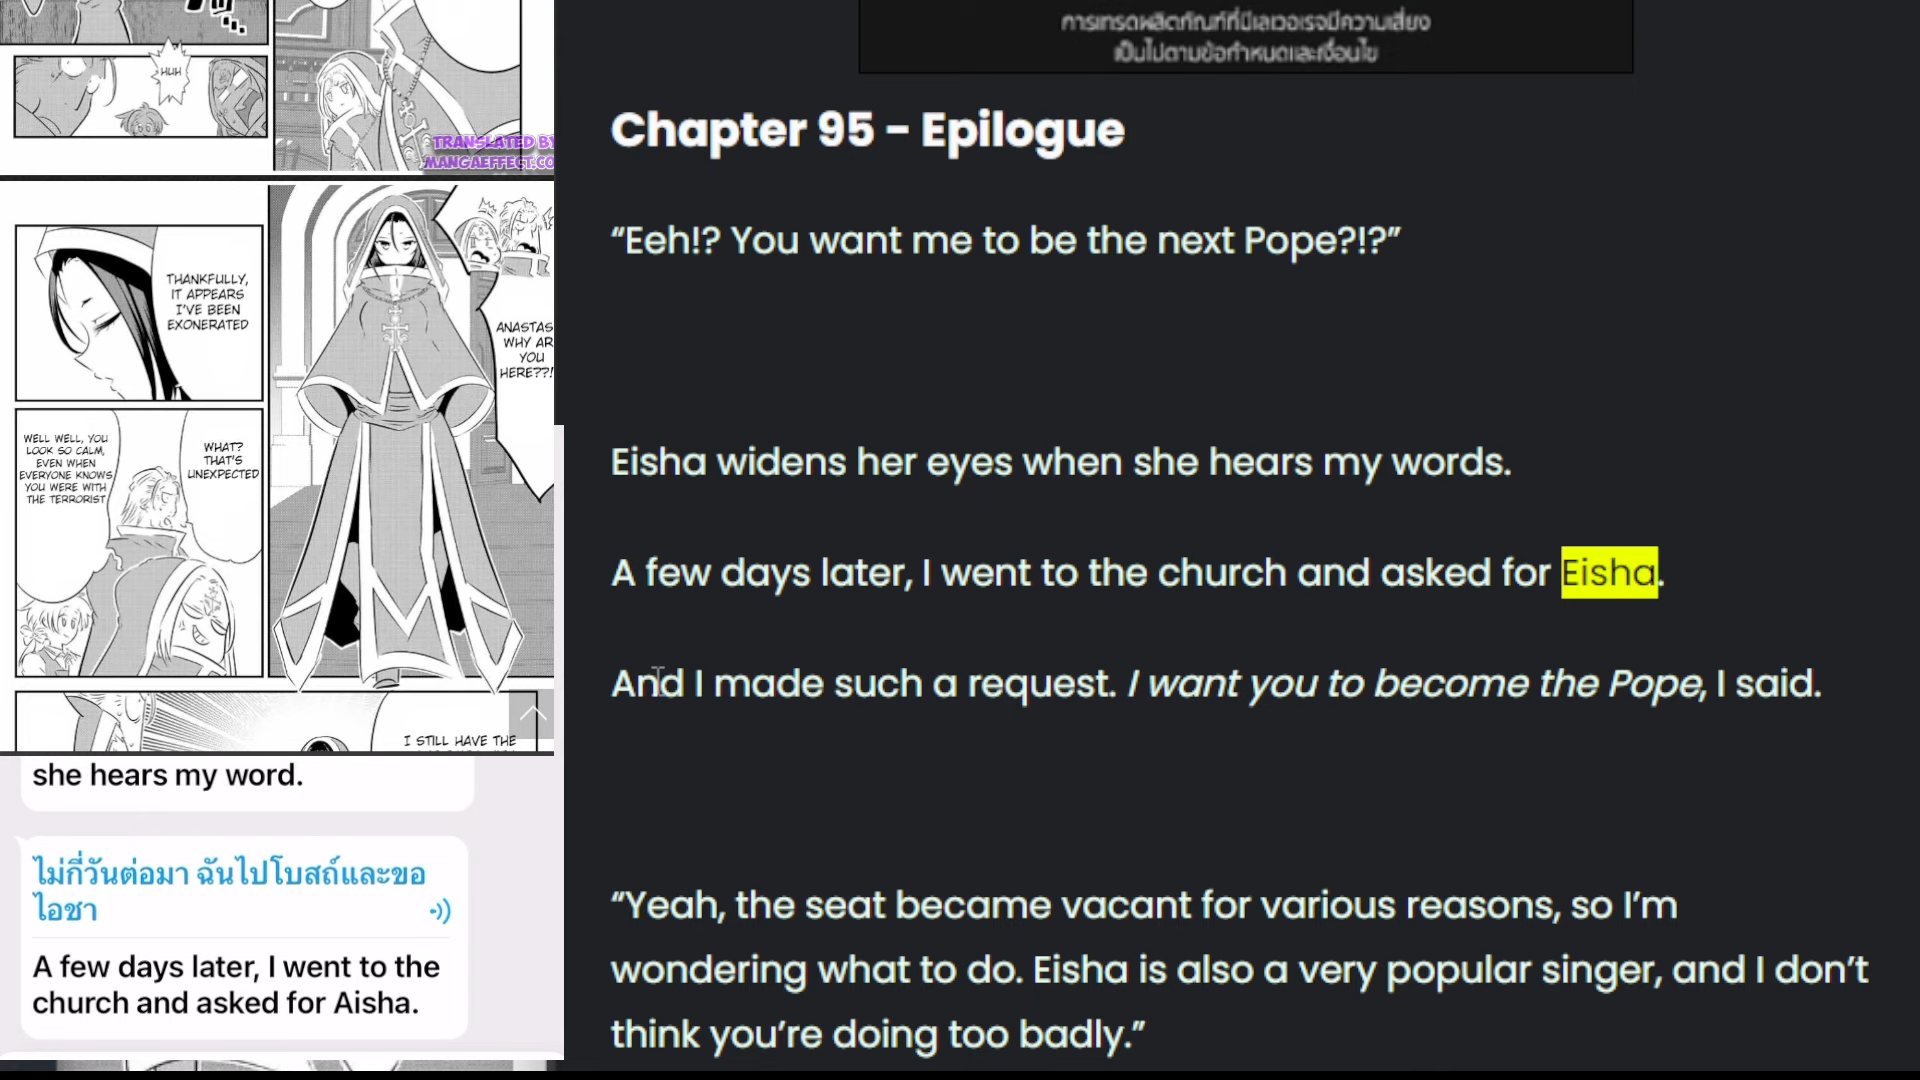 HUH
TRANSLATED BY
MANGAEFFECT.CO
THANKFULLY,
IT APPEARS
I'VE BEEN
EXONERATED
ANASTAS
WHY AR
YOU
HERE??!
WHAT?
THAT'S
UNEXPECTED
WELL WELL, YOU
LOOK SO CALM,
EVEN WHEN
EVERYONE KNOWS
YOU WERE WITH
THE TERRORIST
I STILL HAVE THE
she hears my word.
ไม่กี่วันต่อมา ฉันไปโบสถ์และขอ
ไอชา
A few days later, I went to the
church and asked for Aisha.
การเทรดผลิตภัณฑ์ที่มีเลเวอเรจมีความเสี่ยง
เป็นไปตามข้อกำหนดและเงื่อนไข
Chapter 95 – Epilogue
“Eeh!? You want me to be the next Pope?!?”
Eisha widens her eyes when she hears my words.
A few days later, I went to the church and asked for Eisha.
And I made such a request. I want you to become the Pope, I said.
“Yeah, the seat became vacant for various reasons, so I’m
wondering what to do. Eisha is also a very popular singer, and I don’t
think you’re doing too badly.”